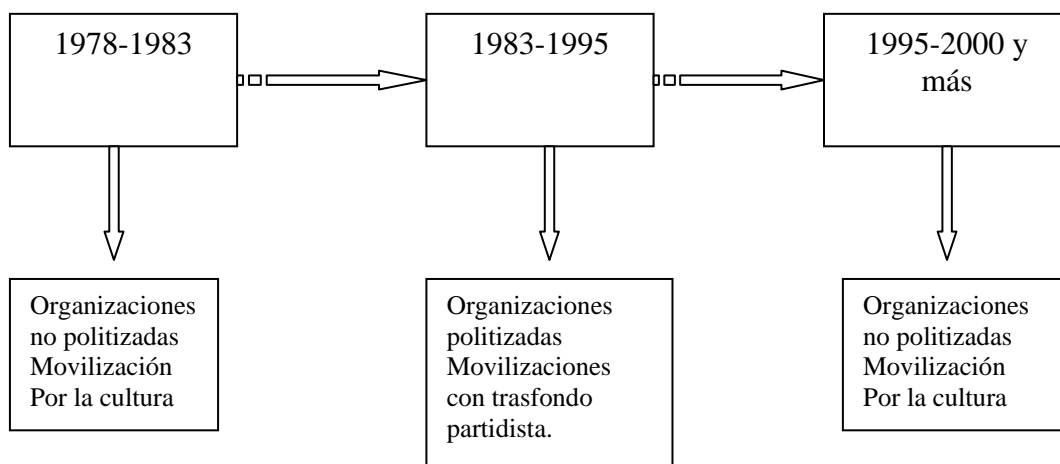 1978-1983
1983-1995
1995-2000 y
más
Organizaciones
no politizadas
Movilización
Por la cultura
Organizaciones
politizadas
Movilizaciones
con trasfondo
partidista.
Organizaciones
no politizadas
Movilización
Por la cultura